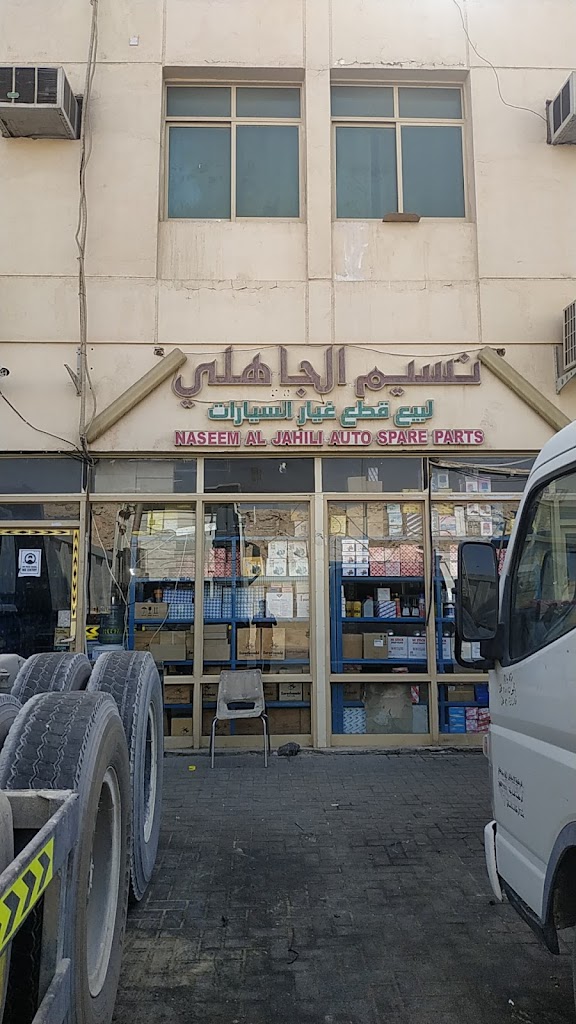 نسيم الجاهلي
لبيع قطع غيار السيارات
NASEEM AL JAHILI AUTO SPARE PARTS